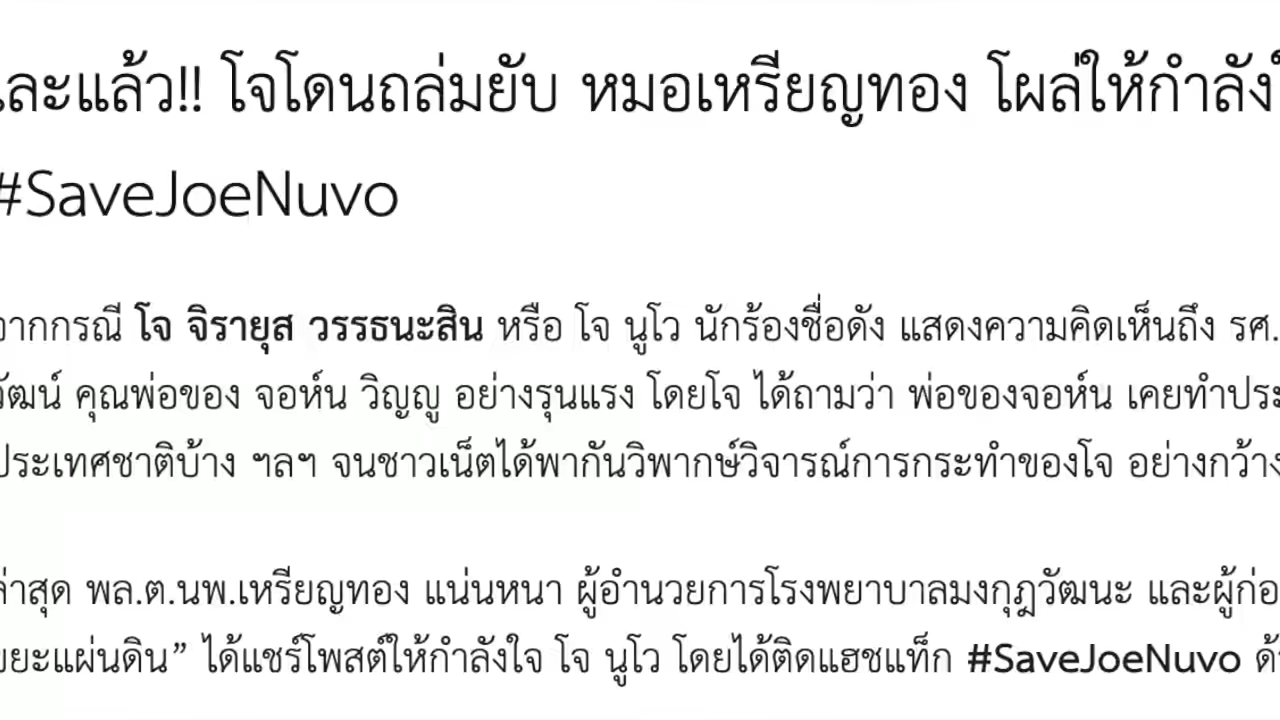 และแล้ว!! โจโดนถล่มยับ หมอเหรียญทอง โผล่ให้กำลังใ
#SaveJoeNuvo
จากกรณี โจ จิรายุส วรรธนะสิน หรือ โจ นูโว นักร้องชื่อดัง แสดงความคิดเห็นถึง รศ.
วัฒน์ คุณพ่อของ จอห์น วิญญู อย่างรุนแรง โดยโจ ได้ถามว่า พ่อของจอห์น เคยทำประ
ประเทศชาติบ้าง ฯลฯ จนชาวเน็ตได้พากันวิพากษ์วิจารณ์การกระทำของโจ อย่างกว้าง
ล่าสุด พล.ต.นพ.เหรียญทอง แน่นหนา ผู้อำนวยการโรงพยาบาลมงกุฎวัฒนะ และผู้ก่อ
ขยะแผ่นดิน” ได้แชร์โพสต์ให้กำลังใจ โจ นูโว โดยได้ติดแฮชแท็ก #SaveJoeNuvo ด้